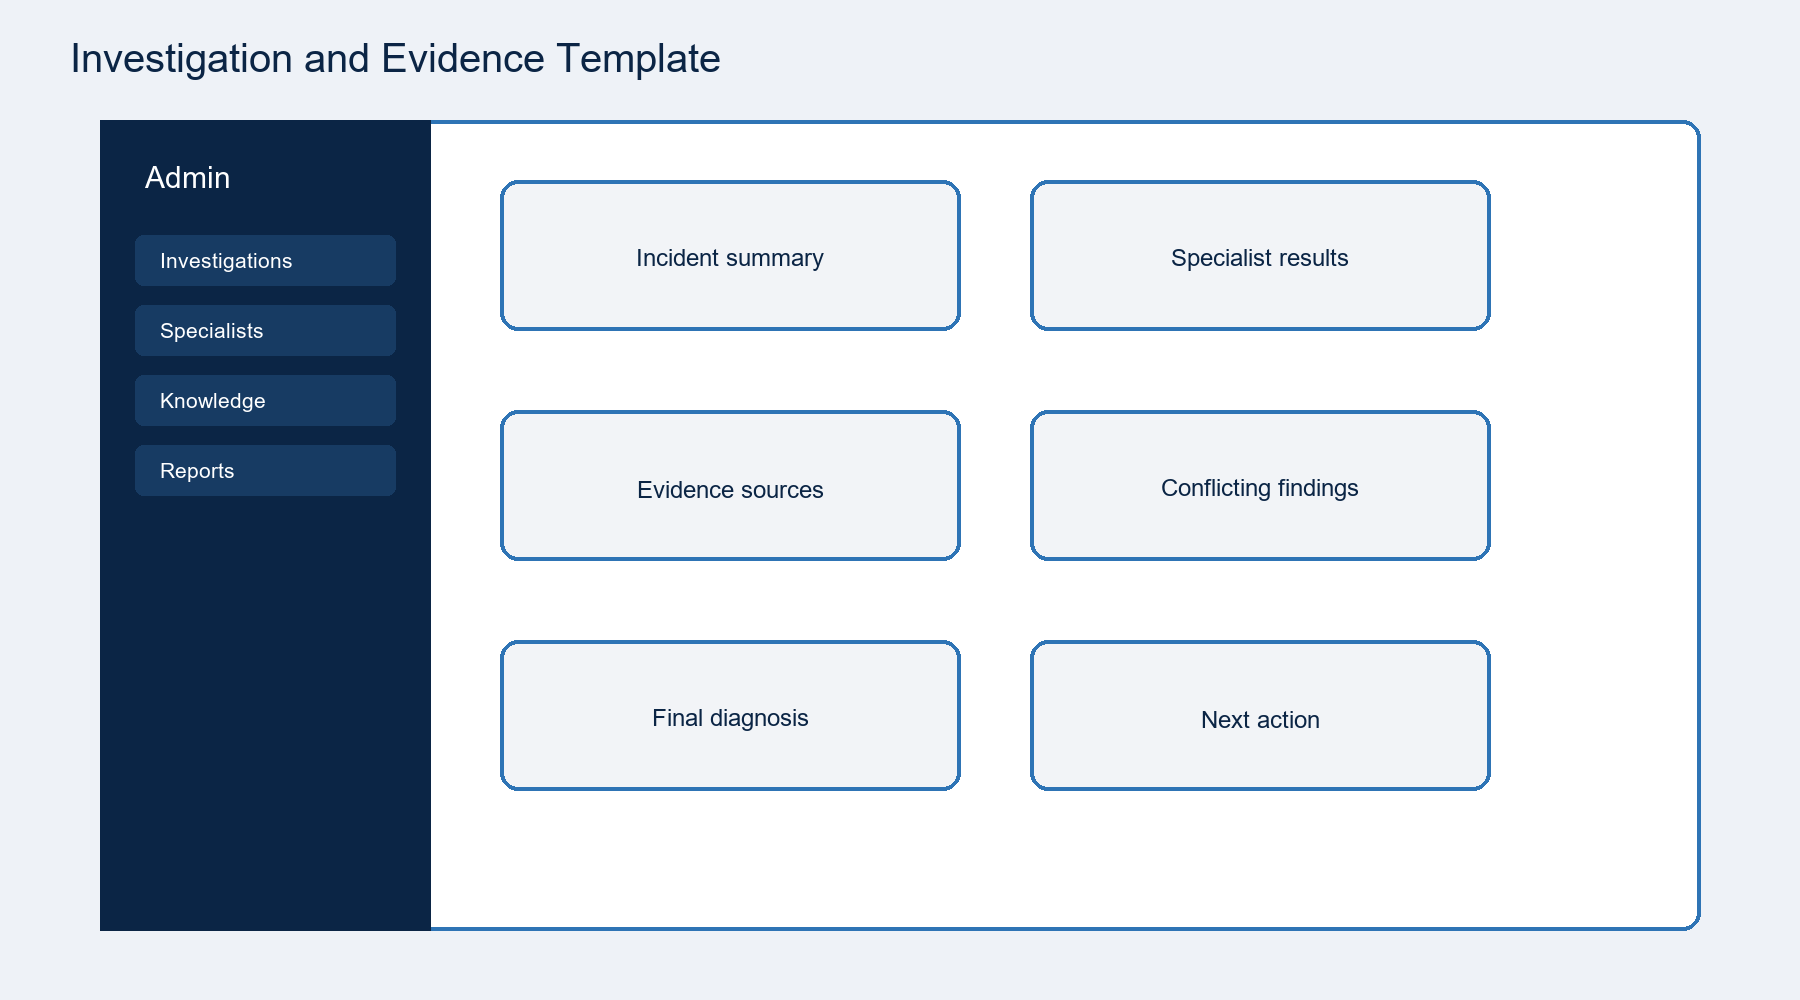 Investigation and Evidence Template
Admin
Investigations
Specialists
Knowledge
Reports
Incident summary
Specialist results
Evidence sources
Conflicting findings
Final diagnosis
Next action